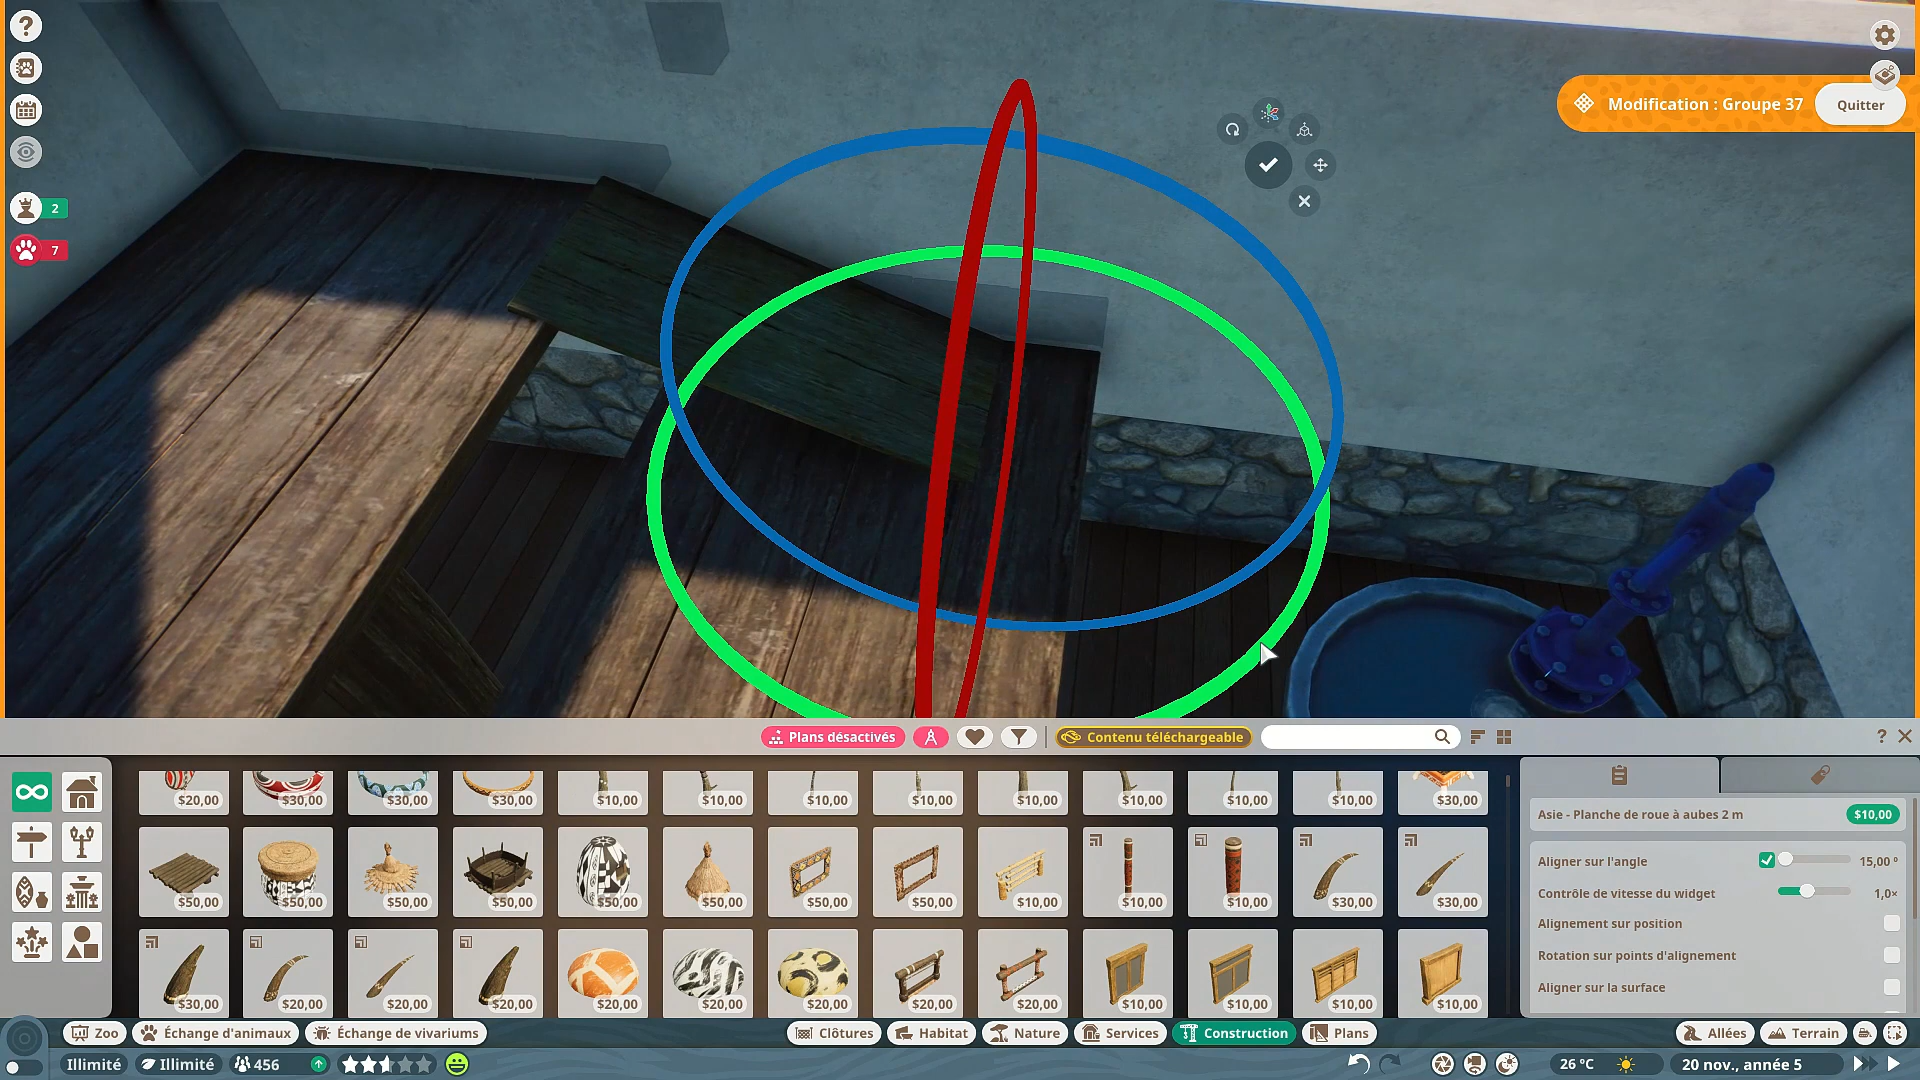 ?
2
7
Modification : Groupe 37
Quitter
Plans désactivés
Contenu téléchargeable
?
$20,00
$30,00
$30,00
$30,00
$10,00
$10,00
$10,00
$10,00
$10,00
$10,00
$10,00
$10,00
$30,00
$50,00
$50,00
$50,00
$50,00
$50,00
$50,00
$50,00
$50,00
$10,00
$10,00
$10,00
$30,00
$30,00
$30,00
$20,00
$20,00
$20,00
$20,00
$20,00
$20,00
$20,00
$20,00
$10,00
$10,00
$10,00
$10,00
Asie - Planche de roue à aubes 2 m
$10,00
Aligner sur l'angle
15,00 °
Contrôle de vitesse du widget
1,0×
Alignement sur position
Rotation sur points d'alignement
Aligner sur la surface
Zoo
Échange d'animaux
Échange de vivariums
Clôtures
Habitat
Nature
Services
Construction
Plans
Allées
Terrain
Illimité
Illimité
456
26 °C
20 nov., année 5